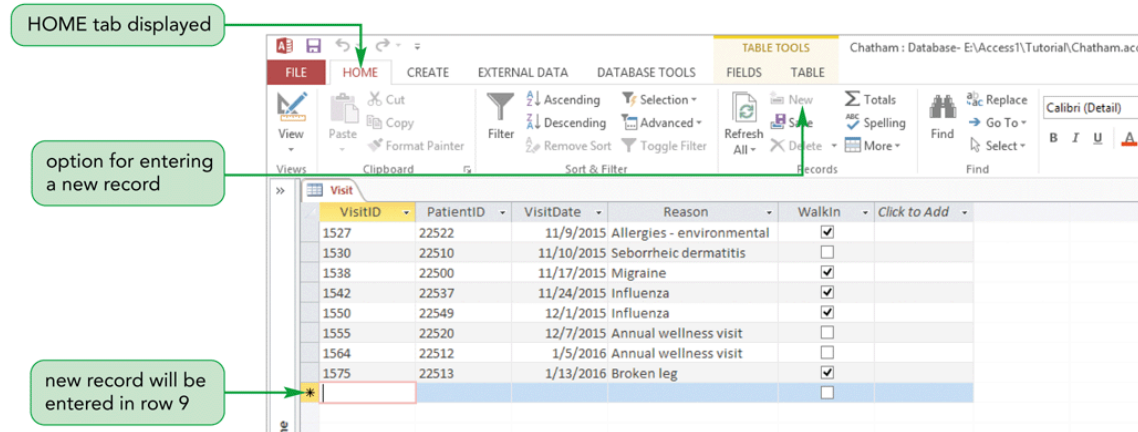 HOME tab displayed
TABLE TOOLS Chatham : Database- E:\Access1\Tutorial\Chatham.acc
FILE HOME CREATE EXTERNAL DATA DATABASE TOOLS FIELDS TABLE
View
Paste
Cut
Copy
Format Painter
Filter
Ascending
Descending
Remove Sort
Selection
Advanced
Toggle Filter
Refresh
All
New
Save
Delete
Totals
Spelling
More
Find
Replace
Go To
Select
Calibri (Detail)
B I U A
Views Clipboard Sort & Filter Records Find
option for entering
a new record
Visit
VisitID PatientID VisitDate Reason WalkIn Click to Add
1527 22522 11/9/2015 Allergies - environmental
1530 22510 11/10/2015 Seborrheic dermatitis
1538 22500 11/17/2015 Migraine
1542 22537 11/24/2015 Influenza
1550 22549 12/1/2015 Influenza
1555 22520 12/7/2015 Annual wellness visit
1564 22512 1/5/2016 Annual wellness visit
1575 22513 1/13/2016 Broken leg
new record will be
entered in row 9